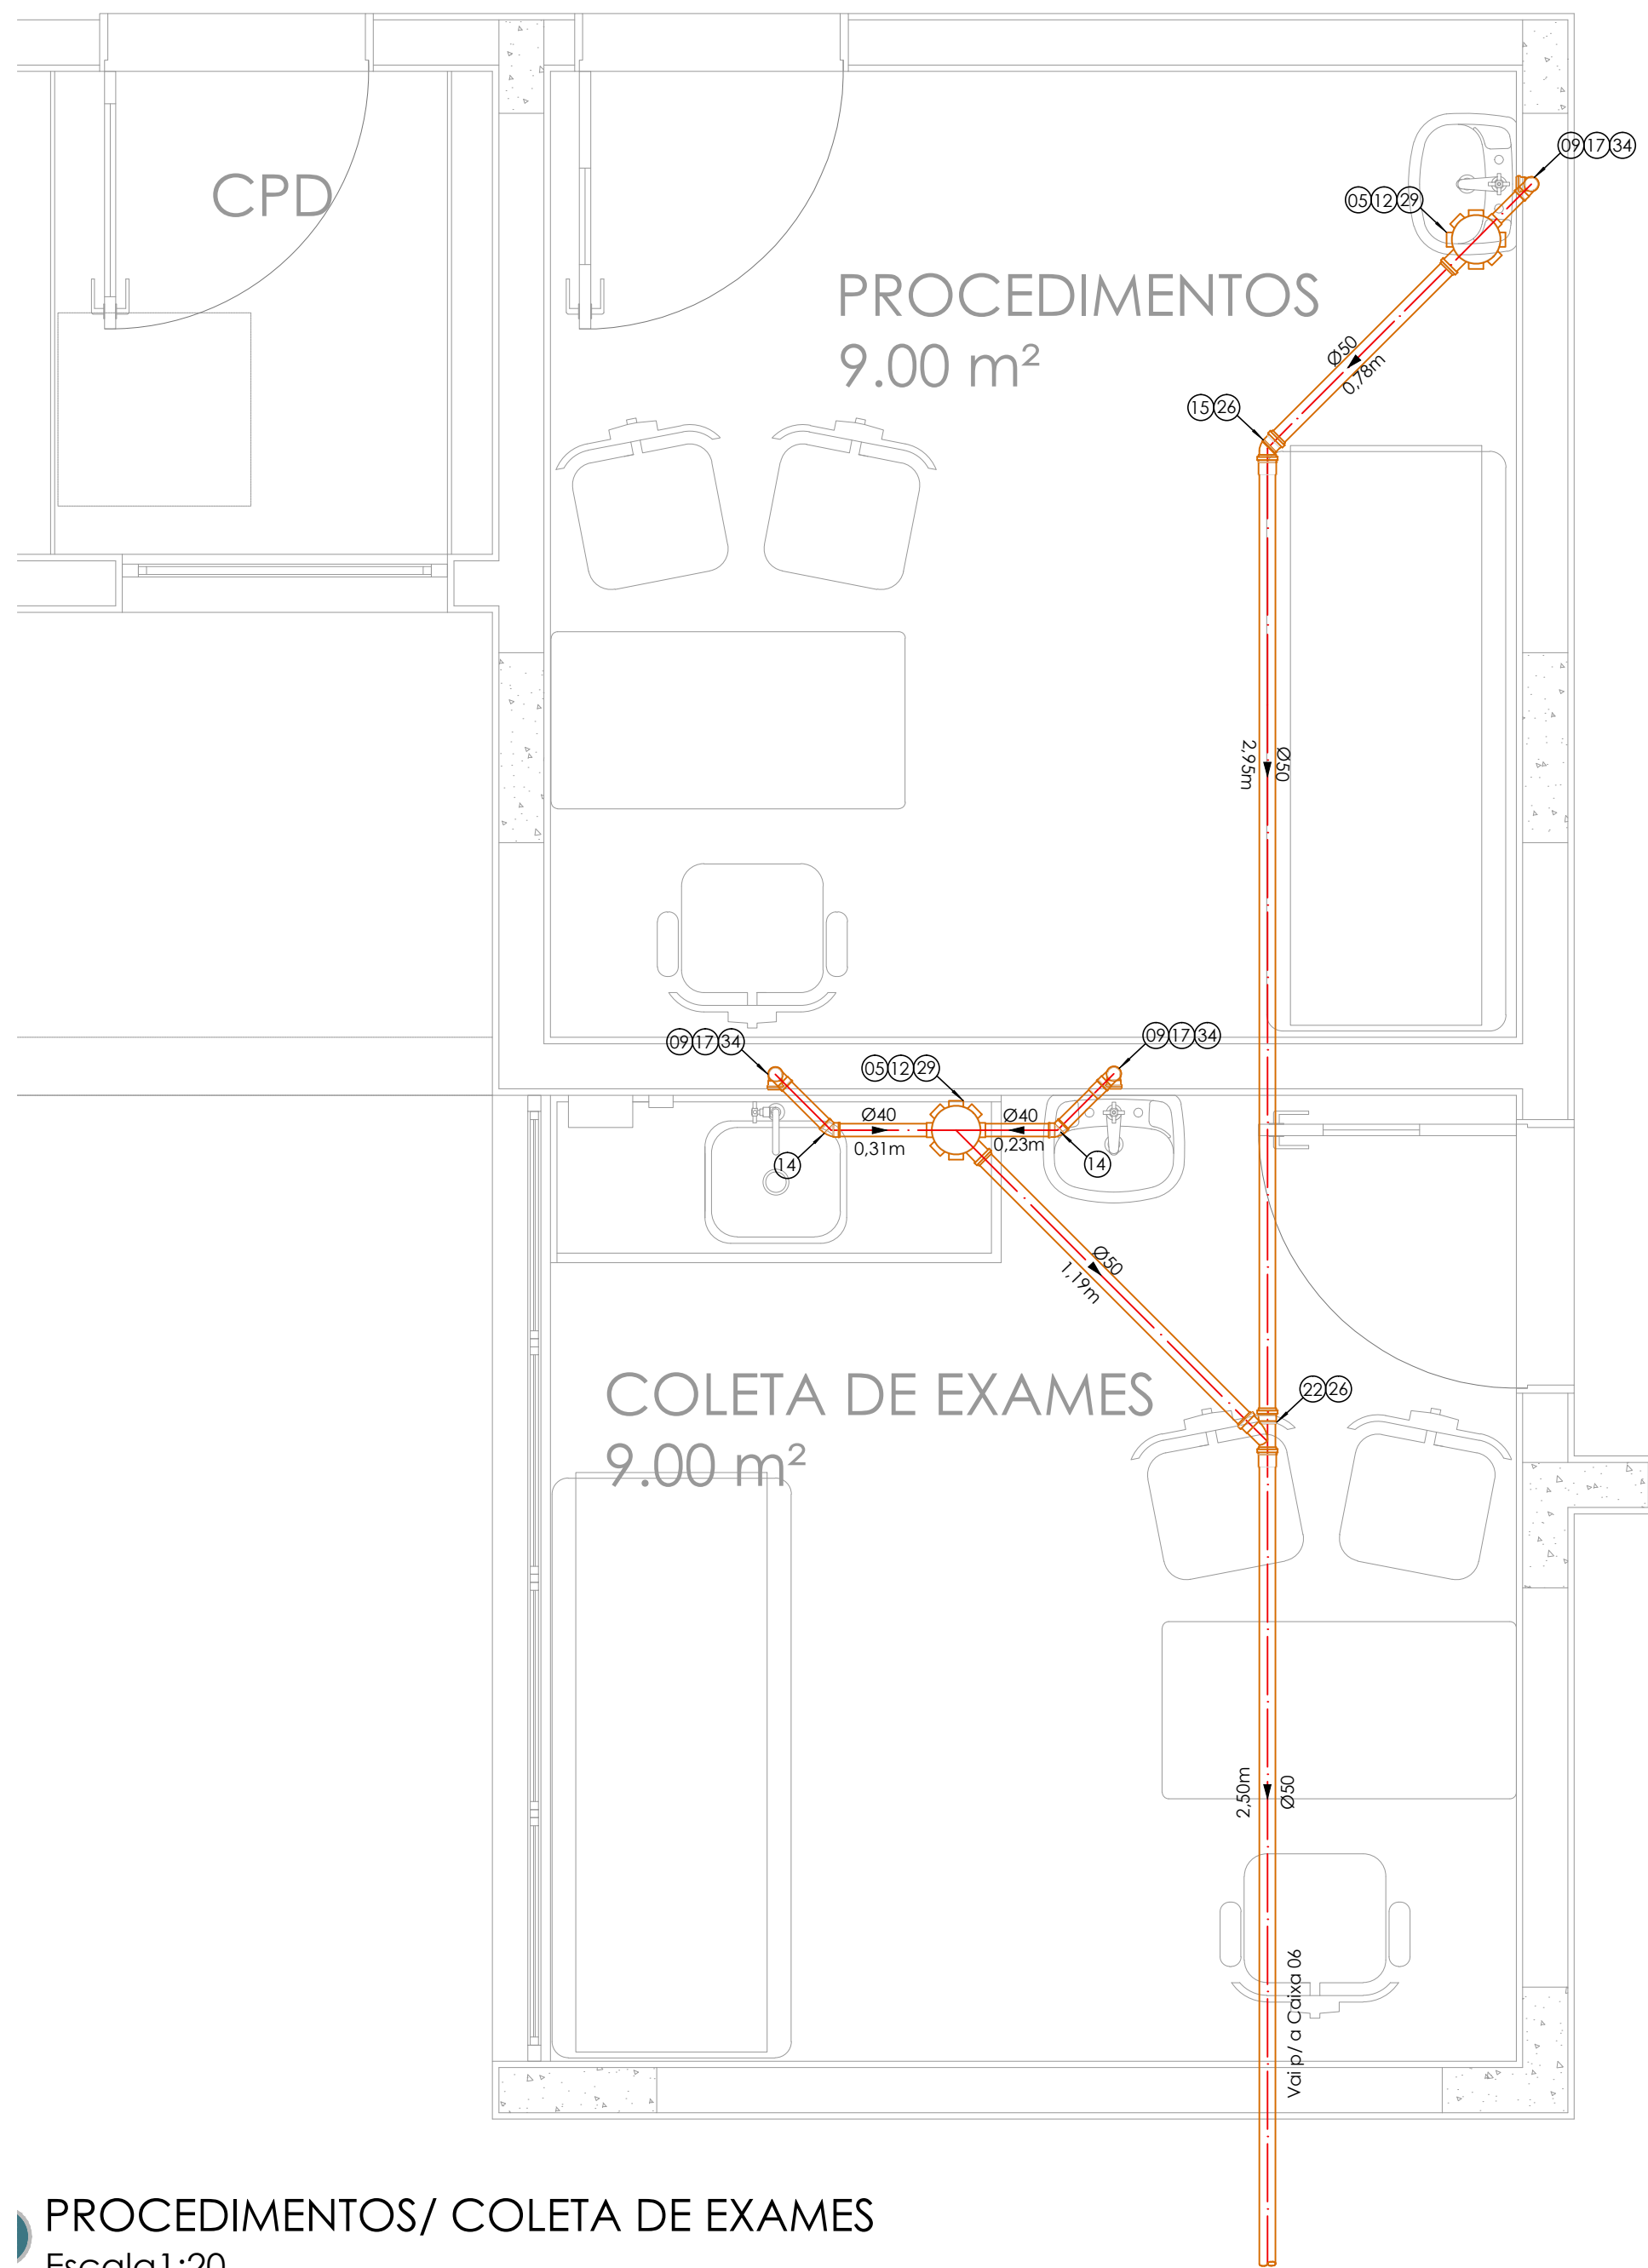 09 17 34
CPD
05 12 29
PROCEDIMENTOS
9.00 m²
Ø50
0,78m
15 26
2,95m
Ø50
09 17 34
05 12 29
09 17 34
Ø40
0,31m
Ø40
0,23m
14
14
Ø50
1,19m
COLETA DE EXAMES
9.00 m²
22 26
2,50m
Ø50
Vai p/ a Caixa 06
PROCEDIMENTOS/ COLETA DE EXAMES
Escala1:20